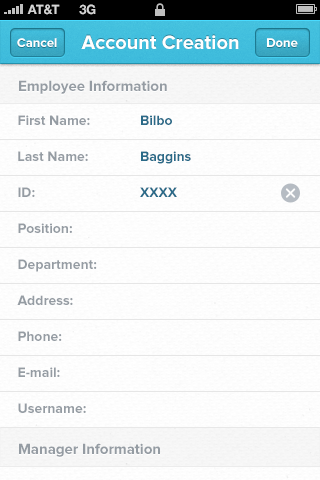 AT&T 3G
Cancel Account Creation Done
Employee Information
First Name: Bilbo
Last Name: Baggins
ID: XXXX
Position:
Department:
Address:
Phone:
E-mail:
Username:
Manager Information